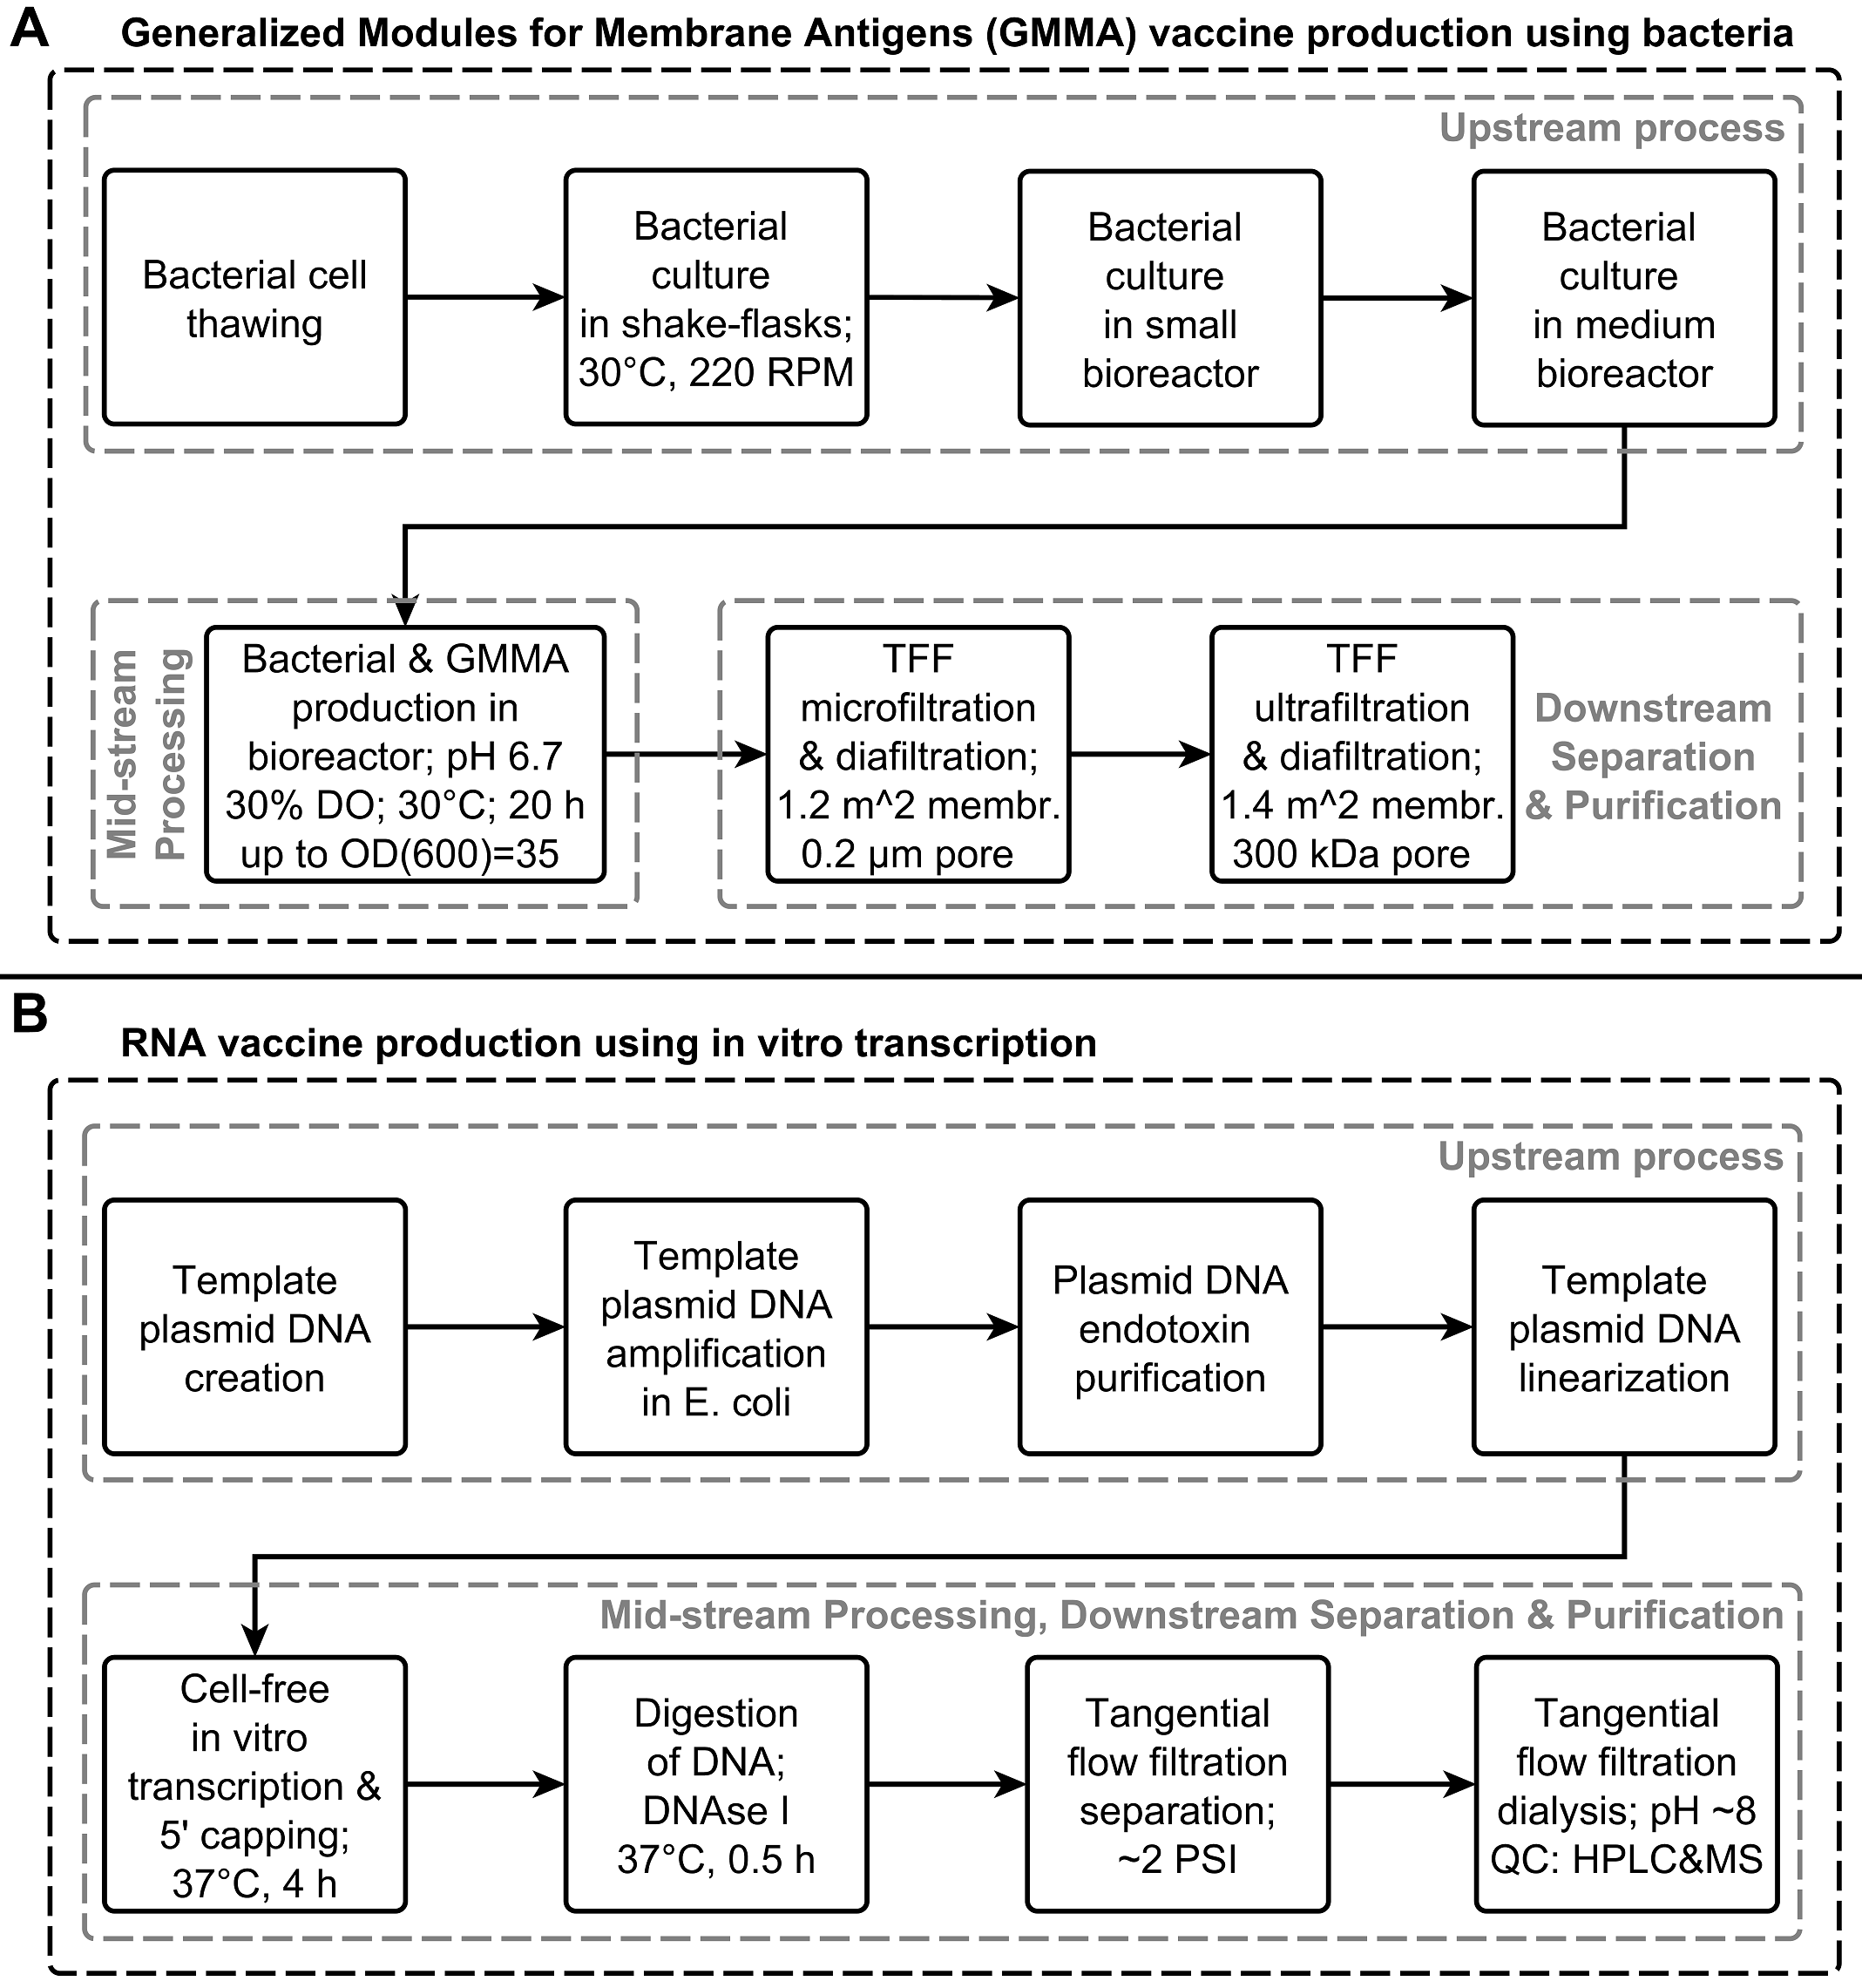 A
Generalized Modules for Membrane Antigens (GMMA) vaccine production using bacteria
Upstream process
Bacterial cell
thawing
Bacterial
culture
in shake-flasks;
30°C, 220 RPM
Bacterial
culture
in small
bioreactor
Bacterial
culture
in medium
bioreactor
Mid-stream
Processing
Bacterial & GMMA
production in
bioreactor; pH 6.7
30% DO; 30°C; 20 h
up to OD(600)=35
TFF
microfiltration
& diafiltration;
1.2 m^2 membr.
0.2 µm pore
TFF
ultrafiltration
& diafiltration;
1.4 m^2 membr.
300 kDa pore
Downstream
Separation
& Purification
B
RNA vaccine production using in vitro transcription
Upstream process
Template
plasmid DNA
creation
Template
plasmid DNA
amplification
in E. coli
Plasmid DNA
endotoxin
purification
Template
plasmid DNA
linearization
Mid-stream Processing, Downstream Separation & Purification
Cell-free
in vitro
transcription &
5' capping;
37°C, 4 h
Digestion
of DNA;
DNAse I
37°C, 0.5 h
Tangential
flow filtration
separation;
~2 PSI
Tangential
flow filtration
dialysis; pH ~8
QC: HPLC&MS